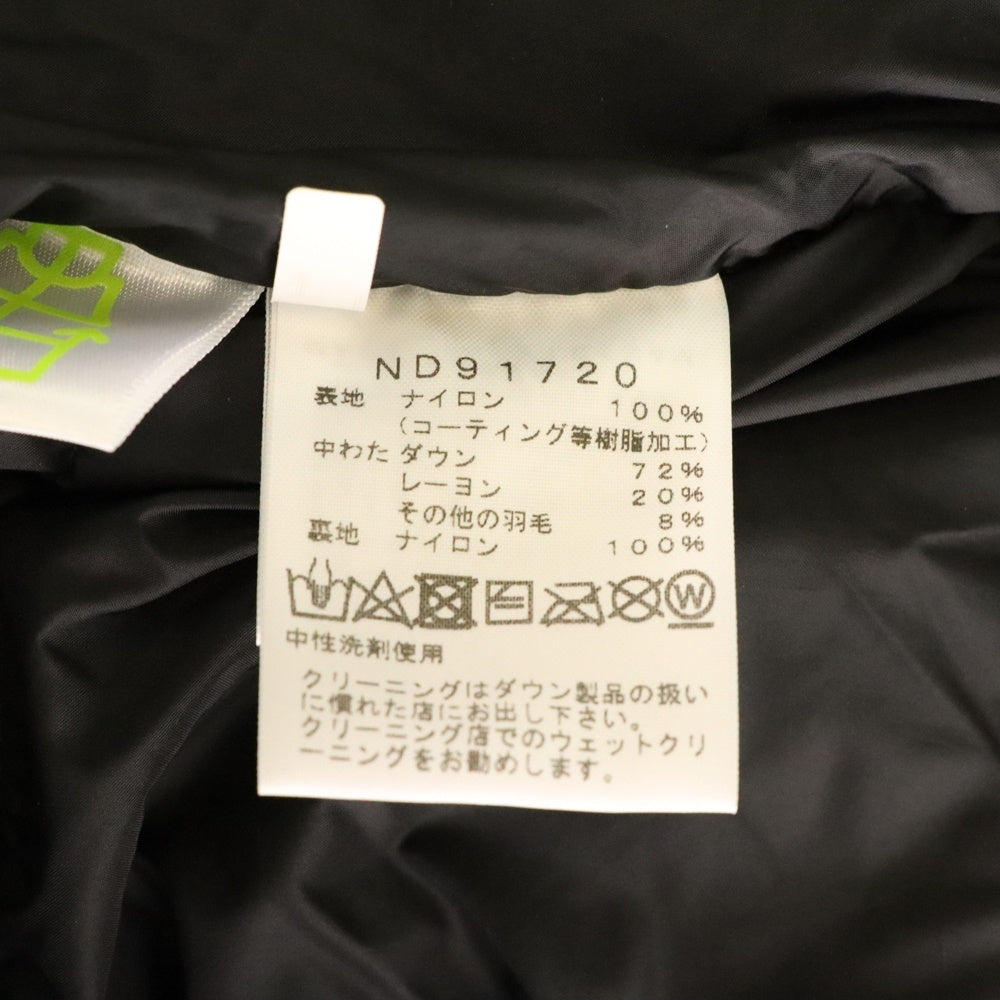 ND91720
表地 ナイロン 100%
(コーティング等樹脂加工)
中わた ダウン 72%
レーヨン 20%
その他の羽毛 8%
裏地 ナイロン 100%
W
中性洗剤使用
クリーニングはダウン製品の扱い
に慣れた店にお出し下さい。
クリーニング店でのウェットクリ
ーニングをお勧めします。